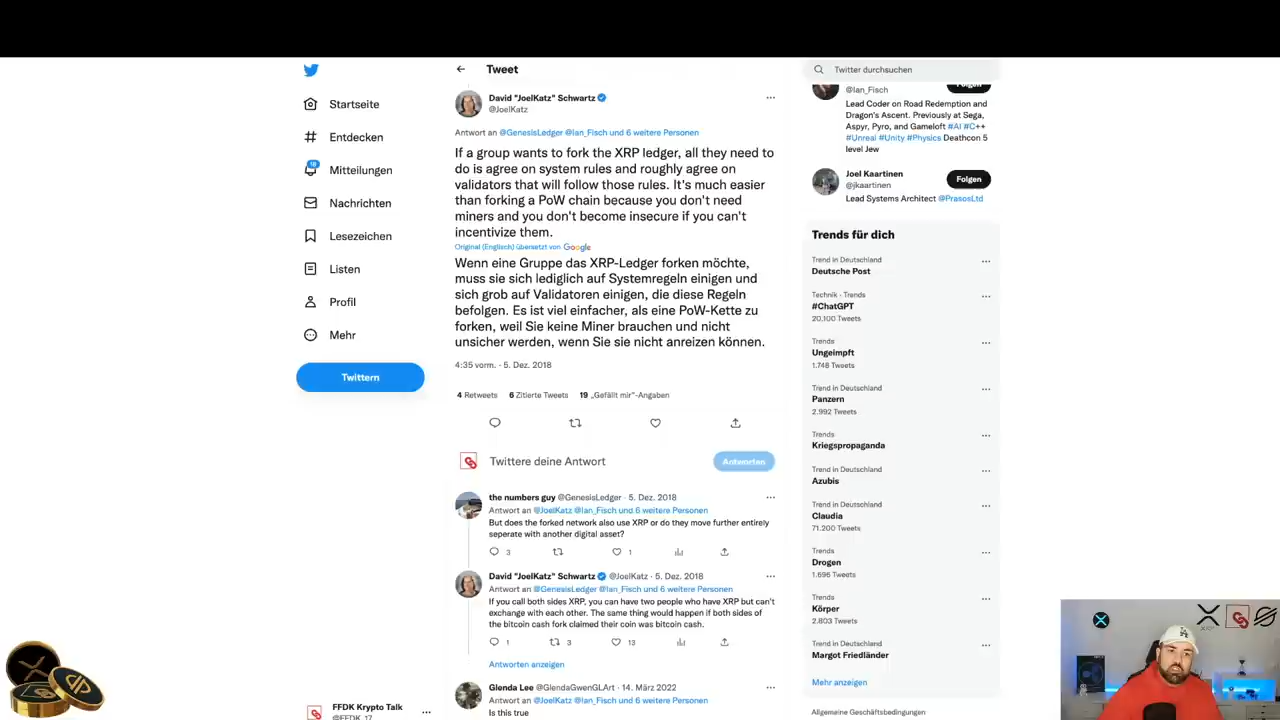 Startseite
Entdecken
18
Mitteilungen
Nachrichten
Lesezeichen
Listen
Profil
Mehr
Twittern
FFDK Krypto Talk
@FFDK_17
Tweet
David "JoelKatz" Schwartz
@JoelKatz
Antwort an @GenesisLedger @Ian_Fisch und 6 weitere Personen
If a group wants to fork the XRP ledger, all they need to
do is agree on system rules and roughly agree on
validators that will follow those rules. It's much easier
than forking a PoW chain because you don't need
miners and you don't become insecure if you can't
incentivize them.
Original (Englisch) übersetzt von Google
Wenn eine Gruppe das XRP-Ledger forken möchte,
muss sie sich lediglich auf Systemregeln einigen und
sich grob auf Validatoren einigen, die diese Regeln
befolgen. Es ist viel einfacher, als eine PoW-Kette zu
forken, weil Sie keine Miner brauchen und nicht
unsicher werden, wenn Sie sie nicht anreizen können.
4:35 vorm. · 5. Dez. 2018
4 Retweets 6 Zitierte Tweets 19 „Gefällt mir"-Angaben
Twittere deine Antwort
Antworten
the numbers guy @GenesisLedger · 5. Dez. 2018
Antwort an @JoelKatz @Ian_Fisch und 6 weitere Personen
But does the forked network also use XRP or do they move further entirely
seperate with another digital asset?
3 1
David "JoelKatz" Schwartz @JoelKatz · 5. Dez. 2018
Antwort an @GenesisLedger @Ian_Fisch und 6 weitere Personen
If you call both sides XRP, you can have two people who have XRP but can't
exchange with each other. The same thing would happen if both sides of
the bitcoin cash fork claimed their coin was bitcoin cash.
1 3 13
Antworten anzeigen
Glenda Lee @GlendaGwenGLArt · 14. März 2022
Antwort an @JoelKatz @Ian_Fisch und 6 weitere Personen
Is this true
Twitter durchsuchen
@Ian_Fisch
Folgen
Lead Coder on Road Redemption and
Dragon's Ascent. Previously at Sega,
Aspyr, Pyro, and Gameloft #AI #C++
#Unreal #Unity #Physics Deathcon 5
level Jew
Joel Kaartinen
@jkaartinen
Folgen
Lead Systems Architect @PrasosLtd
Trends für dich
Trend in Deutschland
Deutsche Post
Technik · Trends
#ChatGPT
20.100 Tweets
Trends
Ungeimpft
1.746 Tweets
Trend in Deutschland
Panzern
2.992 Tweets
Trends
Kriegspropaganda
Trend in Deutschland
Azubis
Trend in Deutschland
Claudia
71.200 Tweets
Trends
Drogen
1.696 Tweets
Trends
Körper
2.803 Tweets
Trend in Deutschland
Margot Friedländer
Mehr anzeigen
Allgemeine Geschäftsbedingungen